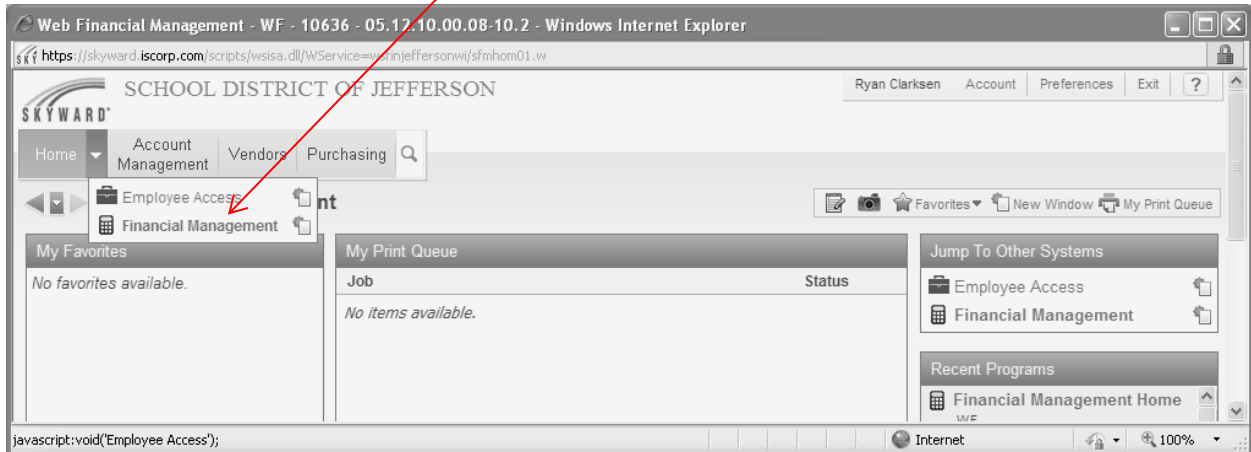 Web Financial Management - WF - 10636 - 05.12.10.00.08-10.2 - Windows Internet Explorer
https://skyward.iscorp.com/scripts/wsisa.dll/WService=wsfinjeffersonwi/sfmhom01.w
SKYWARD
SCHOOL DISTRICT OF JEFFERSON
Ryan Clarksen Account Preferences Exit ?
Home Account Management Vendors Purchasing
Employee Access
Financial Management
nt
Favorites New Window My Print Queue
My Favorites
No favorites available.
My Print Queue
Job Status
No items available.
Jump To Other Systems
Employee Access
Financial Management
Recent Programs
Financial Management Home
WF
javascript:void('Employee Access'); Internet 100%